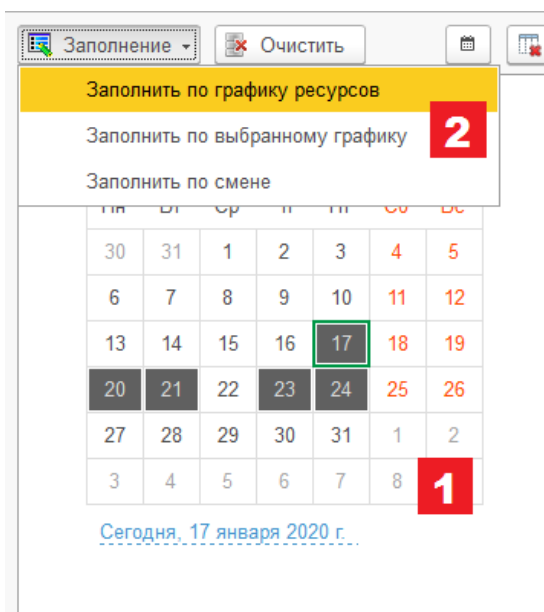 Заполнение Очистить
Заполнить по графику ресурсов
Заполнить по выбранному графику 2
Заполнить по смене
30 31 1 2 3 4 5
6 7 8 9 10 11 12
13 14 15 16 17 18 19
20 21 22 23 24 25 26
27 28 29 30 31 1 2
3 4 5 6 7 8 1
Сегодня, 17 января 2020 г.